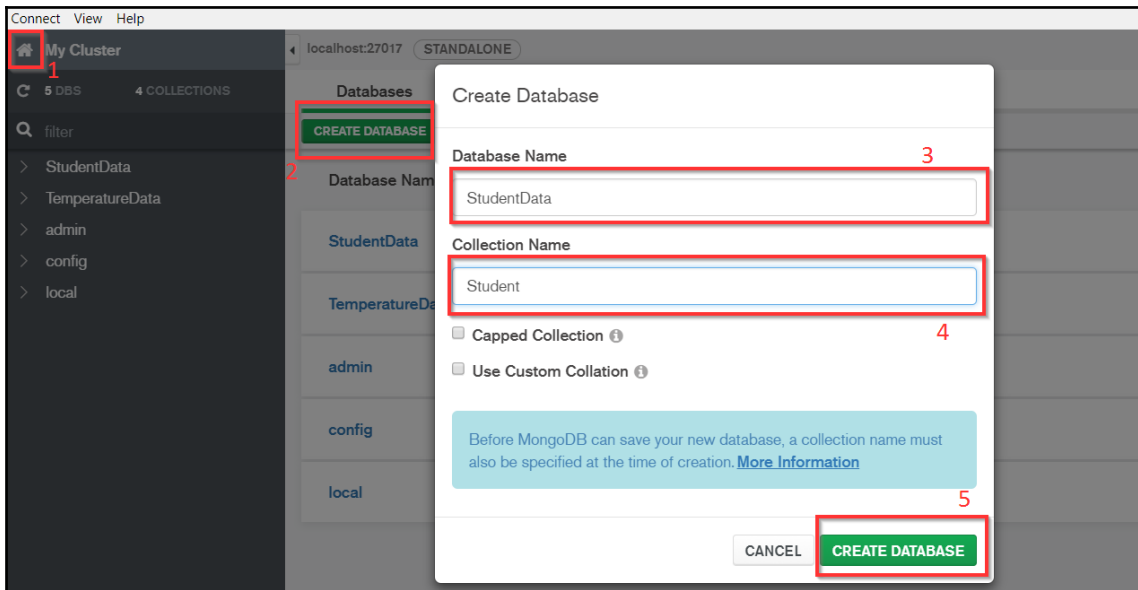 Connect View Help
My Cluster
1
5 DBS 4 COLLECTIONS
filter
StudentData
TemperatureData
admin
config
local
localhost:27017 STANDALONE
Databases
CREATE DATABASE
2
Database Nam
StudentData
TemperatureDa
admin
config
local
Create Database
Database Name
3
StudentData
Collection Name
Student
4
Capped Collection
Use Custom Collation
Before MongoDB can save your new database, a collection name must
also be specified at the time of creation. More Information
5
CANCEL CREATE DATABASE